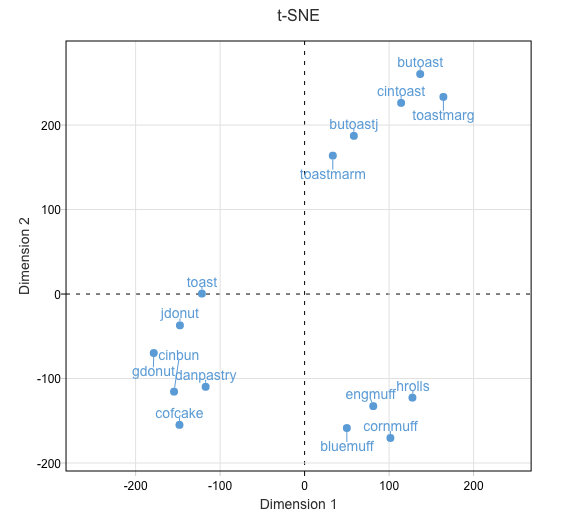 t-SNE
butoast
cintoast
toastmarg
butoastj
toastmarm
toast
jdonut
cinbun
gdonut
danpastry
cofcake
hrolls
engmuff
cornmuff
bluemuff
200
100
0
-100
-200
-200
-100
0
100
200
Dimension 2
Dimension 1